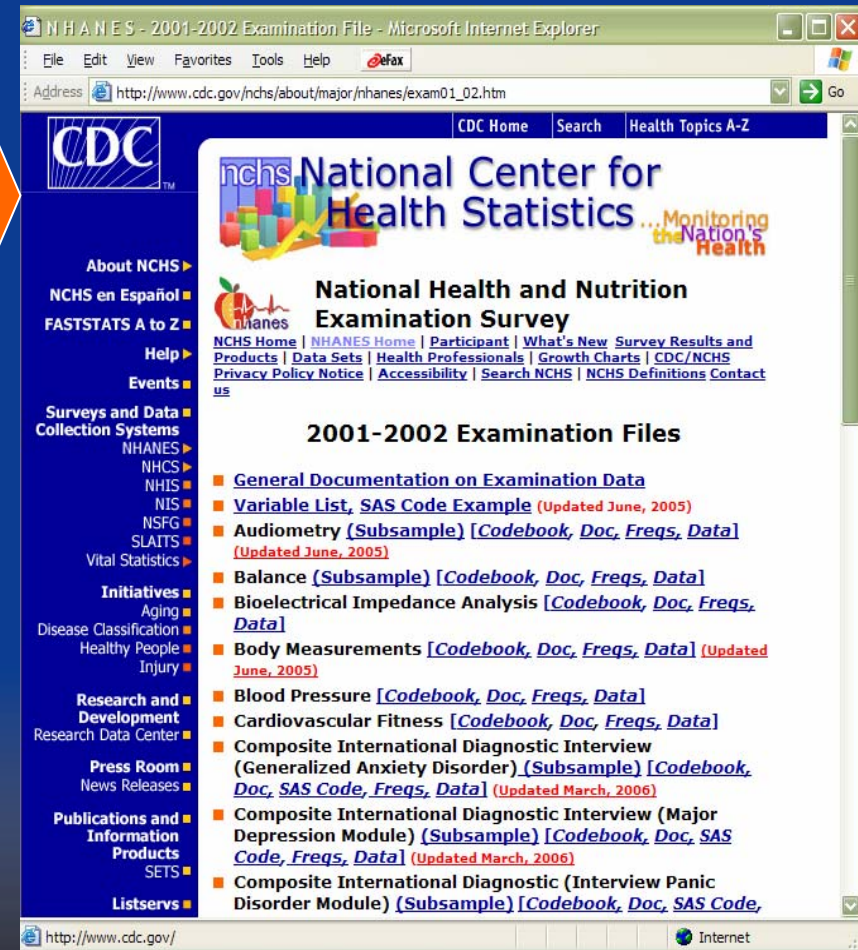 N H A N E S - 2001-2002 Examination File - Microsoft Internet Explorer
File Edit View Favorites Tools Help eFax
Address http://www.cdc.gov/nchs/about/major/nhanes/exam01_02.htm Go
CDC Home Search Health Topics A-Z
CDC
TM
nchs National Center for
Health Statistics ...Monitoring
the Nation's
Health
About NCHS
NCHS en Español
FASTSTATS A to Z
Help
Events
Surveys and Data
Collection Systems
NHANES
NHCS
NHIS
NIS
NSFG
SLAITS
Vital Statistics
Initiatives
Aging
Disease Classification
Healthy People
Injury
Research and
Development
Research Data Center
Press Room
News Releases
Publications and
Information
Products
SETS
Listservs
nhanes
National Health and Nutrition
Examination Survey
NCHS Home | NHANES Home | Participant | What's New Survey Results and
Products | Data Sets | Health Professionals | Growth Charts | CDC/NCHS
Privacy Policy Notice | Accessibility | Search NCHS | NCHS Definitions Contact
us
2001-2002 Examination Files
General Documentation on Examination Data
Variable List, SAS Code Example (Updated June, 2005)
Audiometry (Subsample) [Codebook, Doc, Freqs, Data]
(Updated June, 2005)
Balance (Subsample) [Codebook, Doc, Freqs, Data]
Bioelectrical Impedance Analysis [Codebook, Doc, Freqs,
Data]
Body Measurements [Codebook, Doc, Freqs, Data] (Updated
June, 2005)
Blood Pressure [Codebook, Doc, Freqs, Data]
Cardiovascular Fitness [Codebook, Doc, Freqs, Data]
Composite International Diagnostic Interview
(Generalized Anxiety Disorder) (Subsample) [Codebook,
Doc, SAS Code, Freqs, Data] (Updated March, 2006)
Composite International Diagnostic Interview (Major
Depression Module) (Subsample) [Codebook, Doc, SAS
Code, Freqs, Data] (Updated March, 2006)
Composite International Diagnostic (Interview Panic
Disorder Module) (Subsample) [Codebook, Doc, SAS Code,
http://www.cdc.gov/ Internet